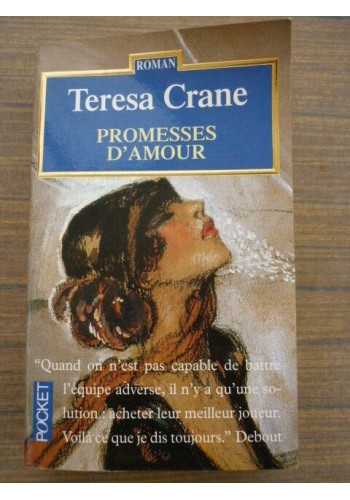 ROMAN
Teresa Crane
PROMESSES
D'AMOUR
"Quand on n'est pas capable de battre
l'équipe adverse, il n'y a qu'une so-
lution : acheter leur meilleur joueur.
Voilà ce que je dis toujours." Debout
POCKET